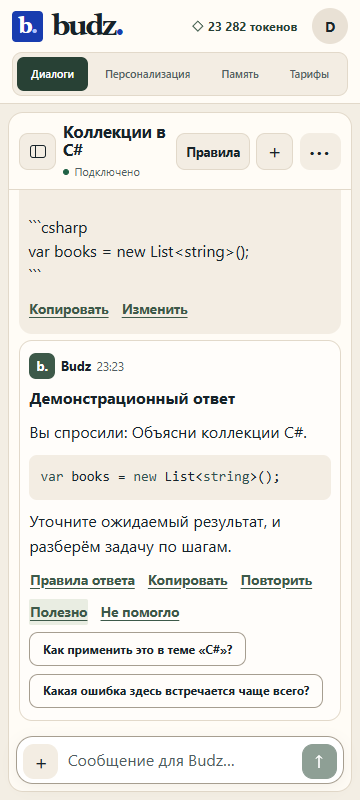 b. budz.
23 282 токенов
D
Диалоги Персонализация Память Тарифы
Коллекции в
C#
Подключено
Правила + ...
```csharp
var books = new List<string>();
```
Копировать Изменить
b. Budz 23:23
Демонстрационный ответ
Вы спросили: Объясни коллекции C#.
var books = new List<string>();
Уточните ожидаемый результат, и
разберём задачу по шагам.
Правила ответа Копировать Повторить
Полезно Не помогло
Как применить это в теме «C#»?
Какая ошибка здесь встречается чаще всего?
+ Сообщение для Budz... ↑